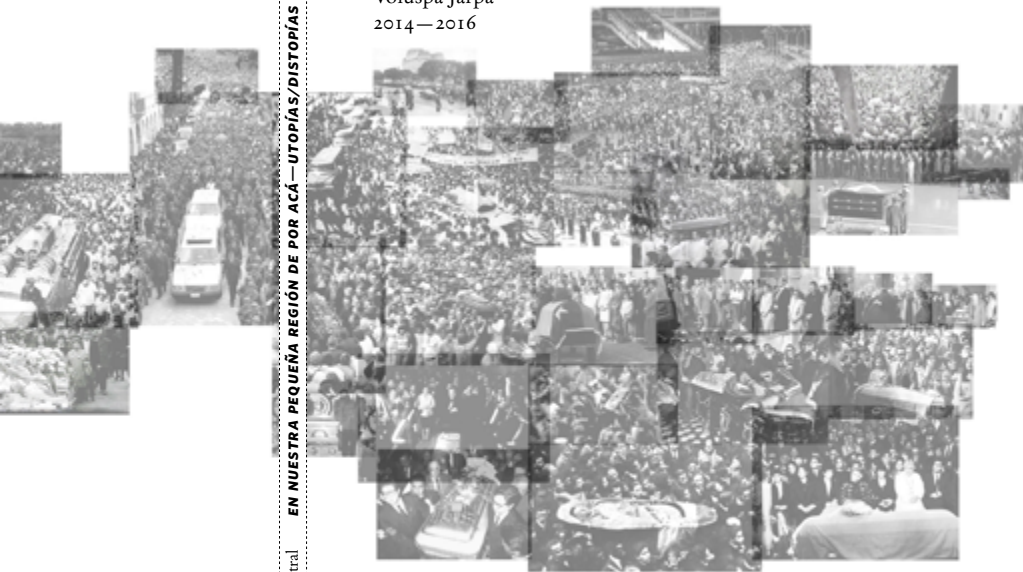 Voluspa Jarpa
2014—2016
EN NUESTRA PEQUEÑA REGIÓN DE POR ACÁ — UTOPÍAS/DISTOPÍAS
tral